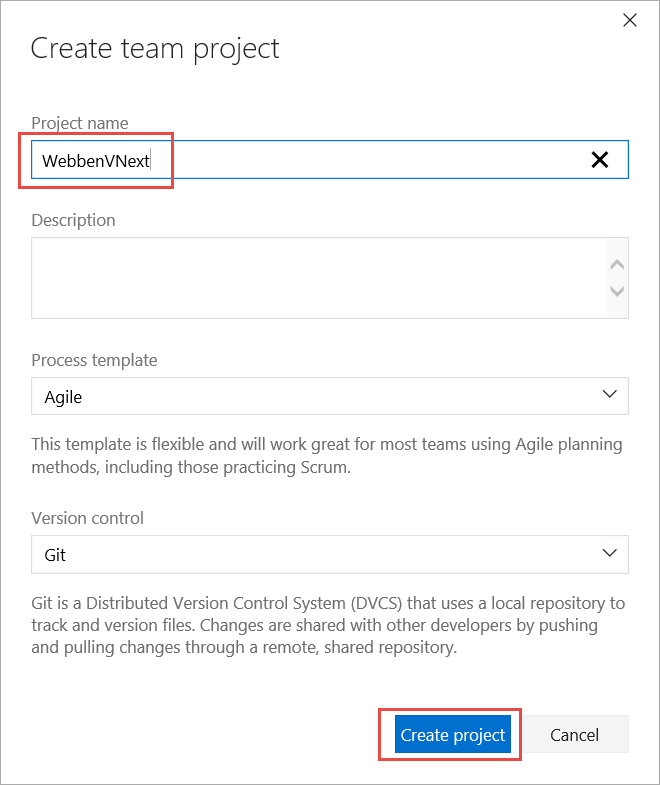 Create team project
Project name
WebbenVNext
Description
Process template
Agile
This template is flexible and will work great for most teams using Agile planning
methods, including those practicing Scrum.
Version control
Git
Git is a Distributed Version Control System (DVCS) that uses a local repository to
track and version files. Changes are shared with other developers by pushing
and pulling changes through a remote, shared repository.
Create project
Cancel